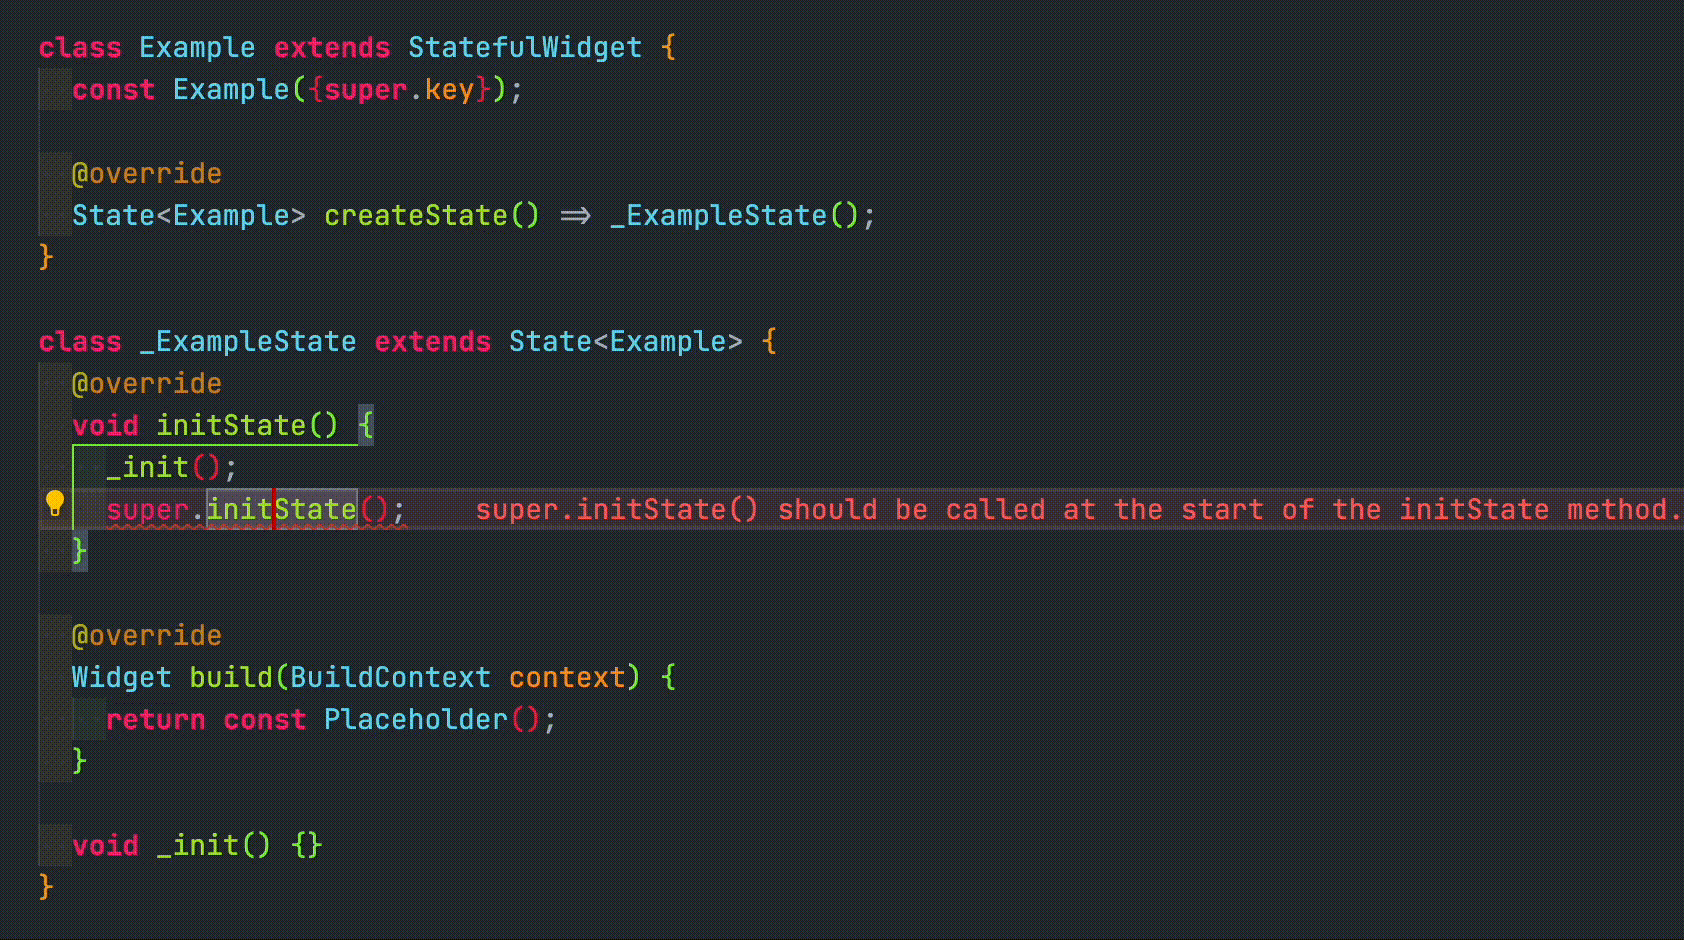 class Example extends StatefulWidget {
  const Example({super.key});
  @override
  State<Example> createState() => _ExampleState();
}
class _ExampleState extends State<Example> {
  @override
  void initState() {
    _init();
    super.initState();    super.initState() should be called at the start of the initState method.
  }
  @override
  Widget build(BuildContext context) {
    return const Placeholder();
  }
  void _init() {}
}